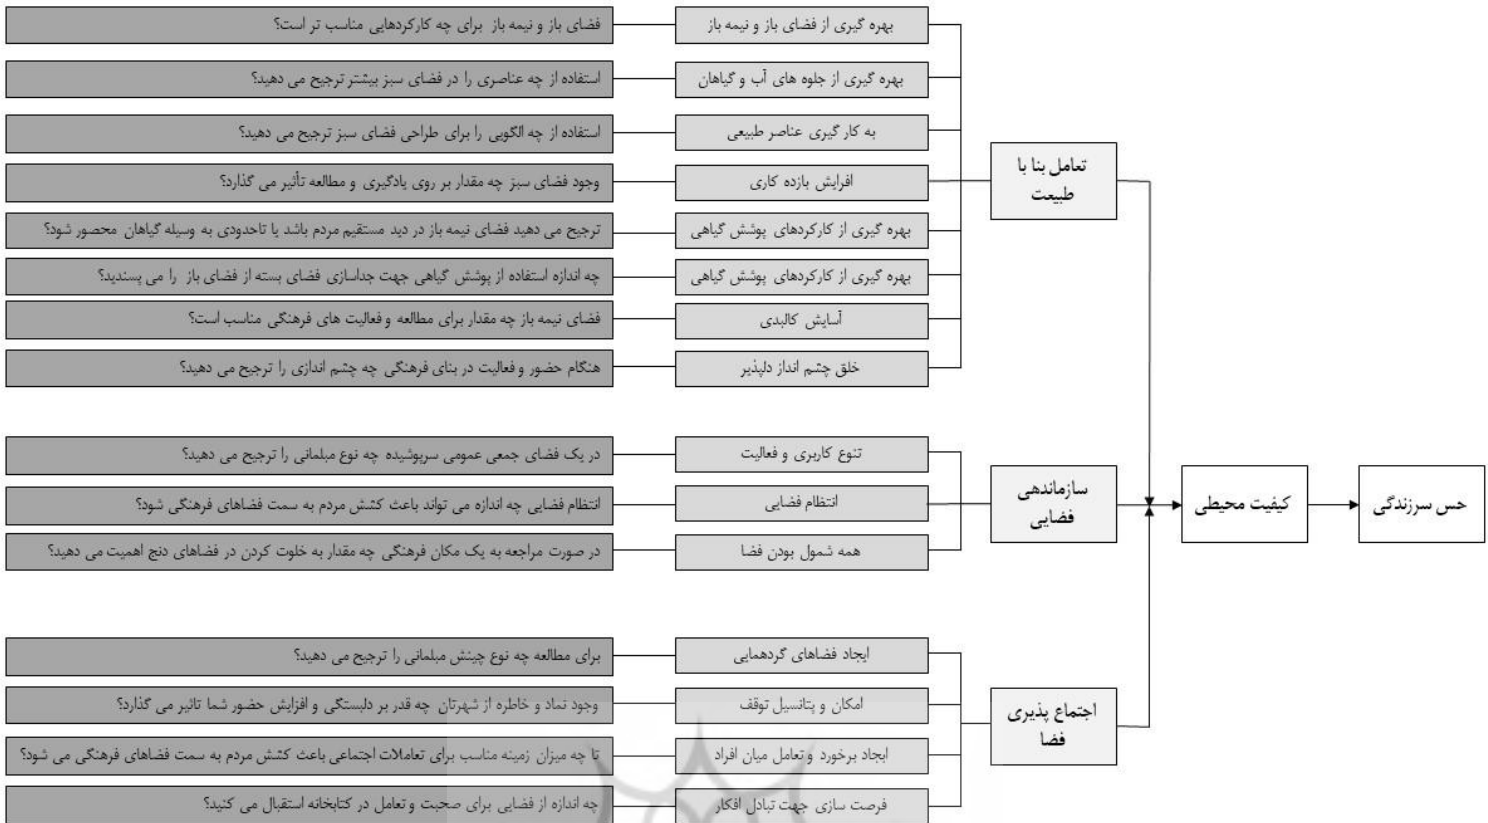 حس سرزندگی
کیفیت محیطی
تعامل بنا با
طبیعت
بهره گیری از فضای باز و نیمه باز
فضای باز و نیمه باز برای چه کارکردهایی مناسب تر است؟
بهره گیری از جلوه های آب و گیاهان
استفاده از چه عناصری را در فضای سبز بیشتر ترجیح می دهید؟
به کار گیری عناصر طبیعی
استفاده از چه الگویی را برای طراحی فضای سبز ترجیح می دهید؟
افرایش بازده کاری
وجود فضای سبز چه مقدار بر روی یادگیری و مطالعه تأثیر می گذارد؟
بهره گیری از کارکردهای پوشش گیاهی
ترجیح می دهید فضای نیمه باز در دید مستقیم مردم باشد یا تاحدودی به وسیله گیاهان محصور شود؟
بهره گیری از کارکردهای پوشش گیاهی
چه اندازه استفاده از پوشش گیاهی جهت جداسازی فضای بسته از فضای باز را می پسندید؟
آسایش کالبدی
فضای نیمه باز چه مقدار برای مطالعه و فعالیت های فرهنگی مناسب است؟
خلق چشم انداز دلپذیر
هنگام حضور و فعالیت در بنای فرهنگی چه چشم اندازی را ترجیح می دهید؟
سازماندهی
فضایی
تنوع کاربری و فعالیت
در یک فضای جمعی عمومی سرپوشیده چه نوع مبلمانی را ترجیح می دهید؟
انتظام فضایی
انتظام فضایی چه اندازه می تواند باعث کشش مردم به سمت فضاهای فرهنگی شود؟
همه شمول بودن فضا
در صورت مراجعه به یک مکان فرهنگی چه مقدار به خلوت کردن در فضاهای دنج اهمیت می دهید؟
اجتماع پذیری
فضا
ایجاد فضاهای گردهمایی
برای مطالعه چه نوع چینش مبلمانی را ترجیح می دهید؟
امکان و پتانسیل توقف
وجود نماد و خاطره از شهرتان چه قدر بر دلبستگی و افزایش حضور شما تاثیر می گذارد؟
ایجاد برخورد و تعامل میان افراد
تا چه میزان زمینه مناسب برای تعاملات اجتماعی باعث کشش مردم به سمت فضاهای فرهنگی می شود؟
فرصت سازی جهت تبادل افکار
چه اندازه از فضایی برای صحبت و تعامل در کتابخانه استقبال می کنید؟